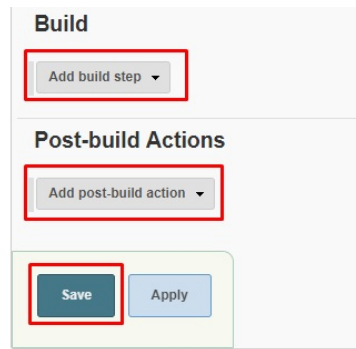 Build
Add build step
Post-build Actions
Add post-build action
Save Apply